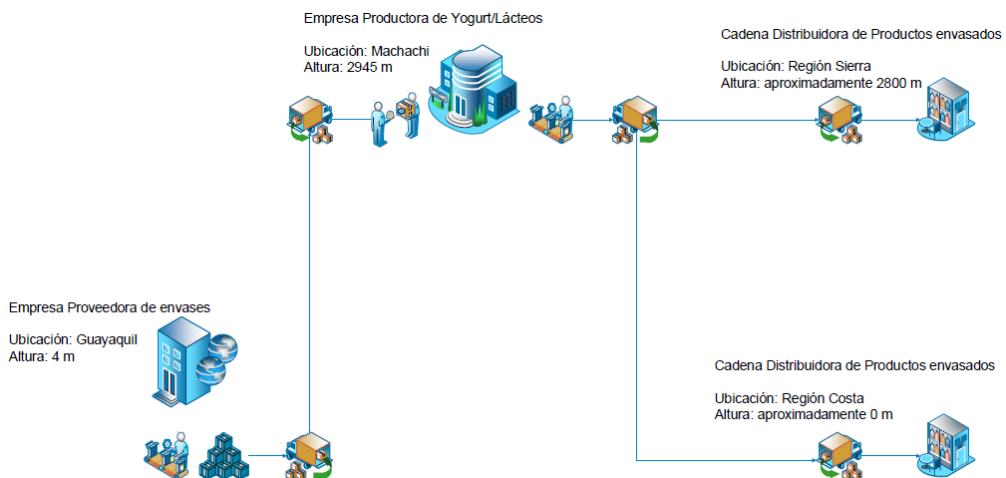 Empresa Productora de Yogurt/Lácteos
Ubicación: Machachi
Altura: 2945 m
Cadena Distribuidora de Productos envasados
Ubicación: Región Sierra
Altura: aproximadamente 2800 m
Empresa Proveedora de envases
Ubicación: Guayaquil
Altura: 4 m
Cadena Distribuidora de Productos envasados
Ubicación: Región Costa
Altura: aproximadamente 0 m